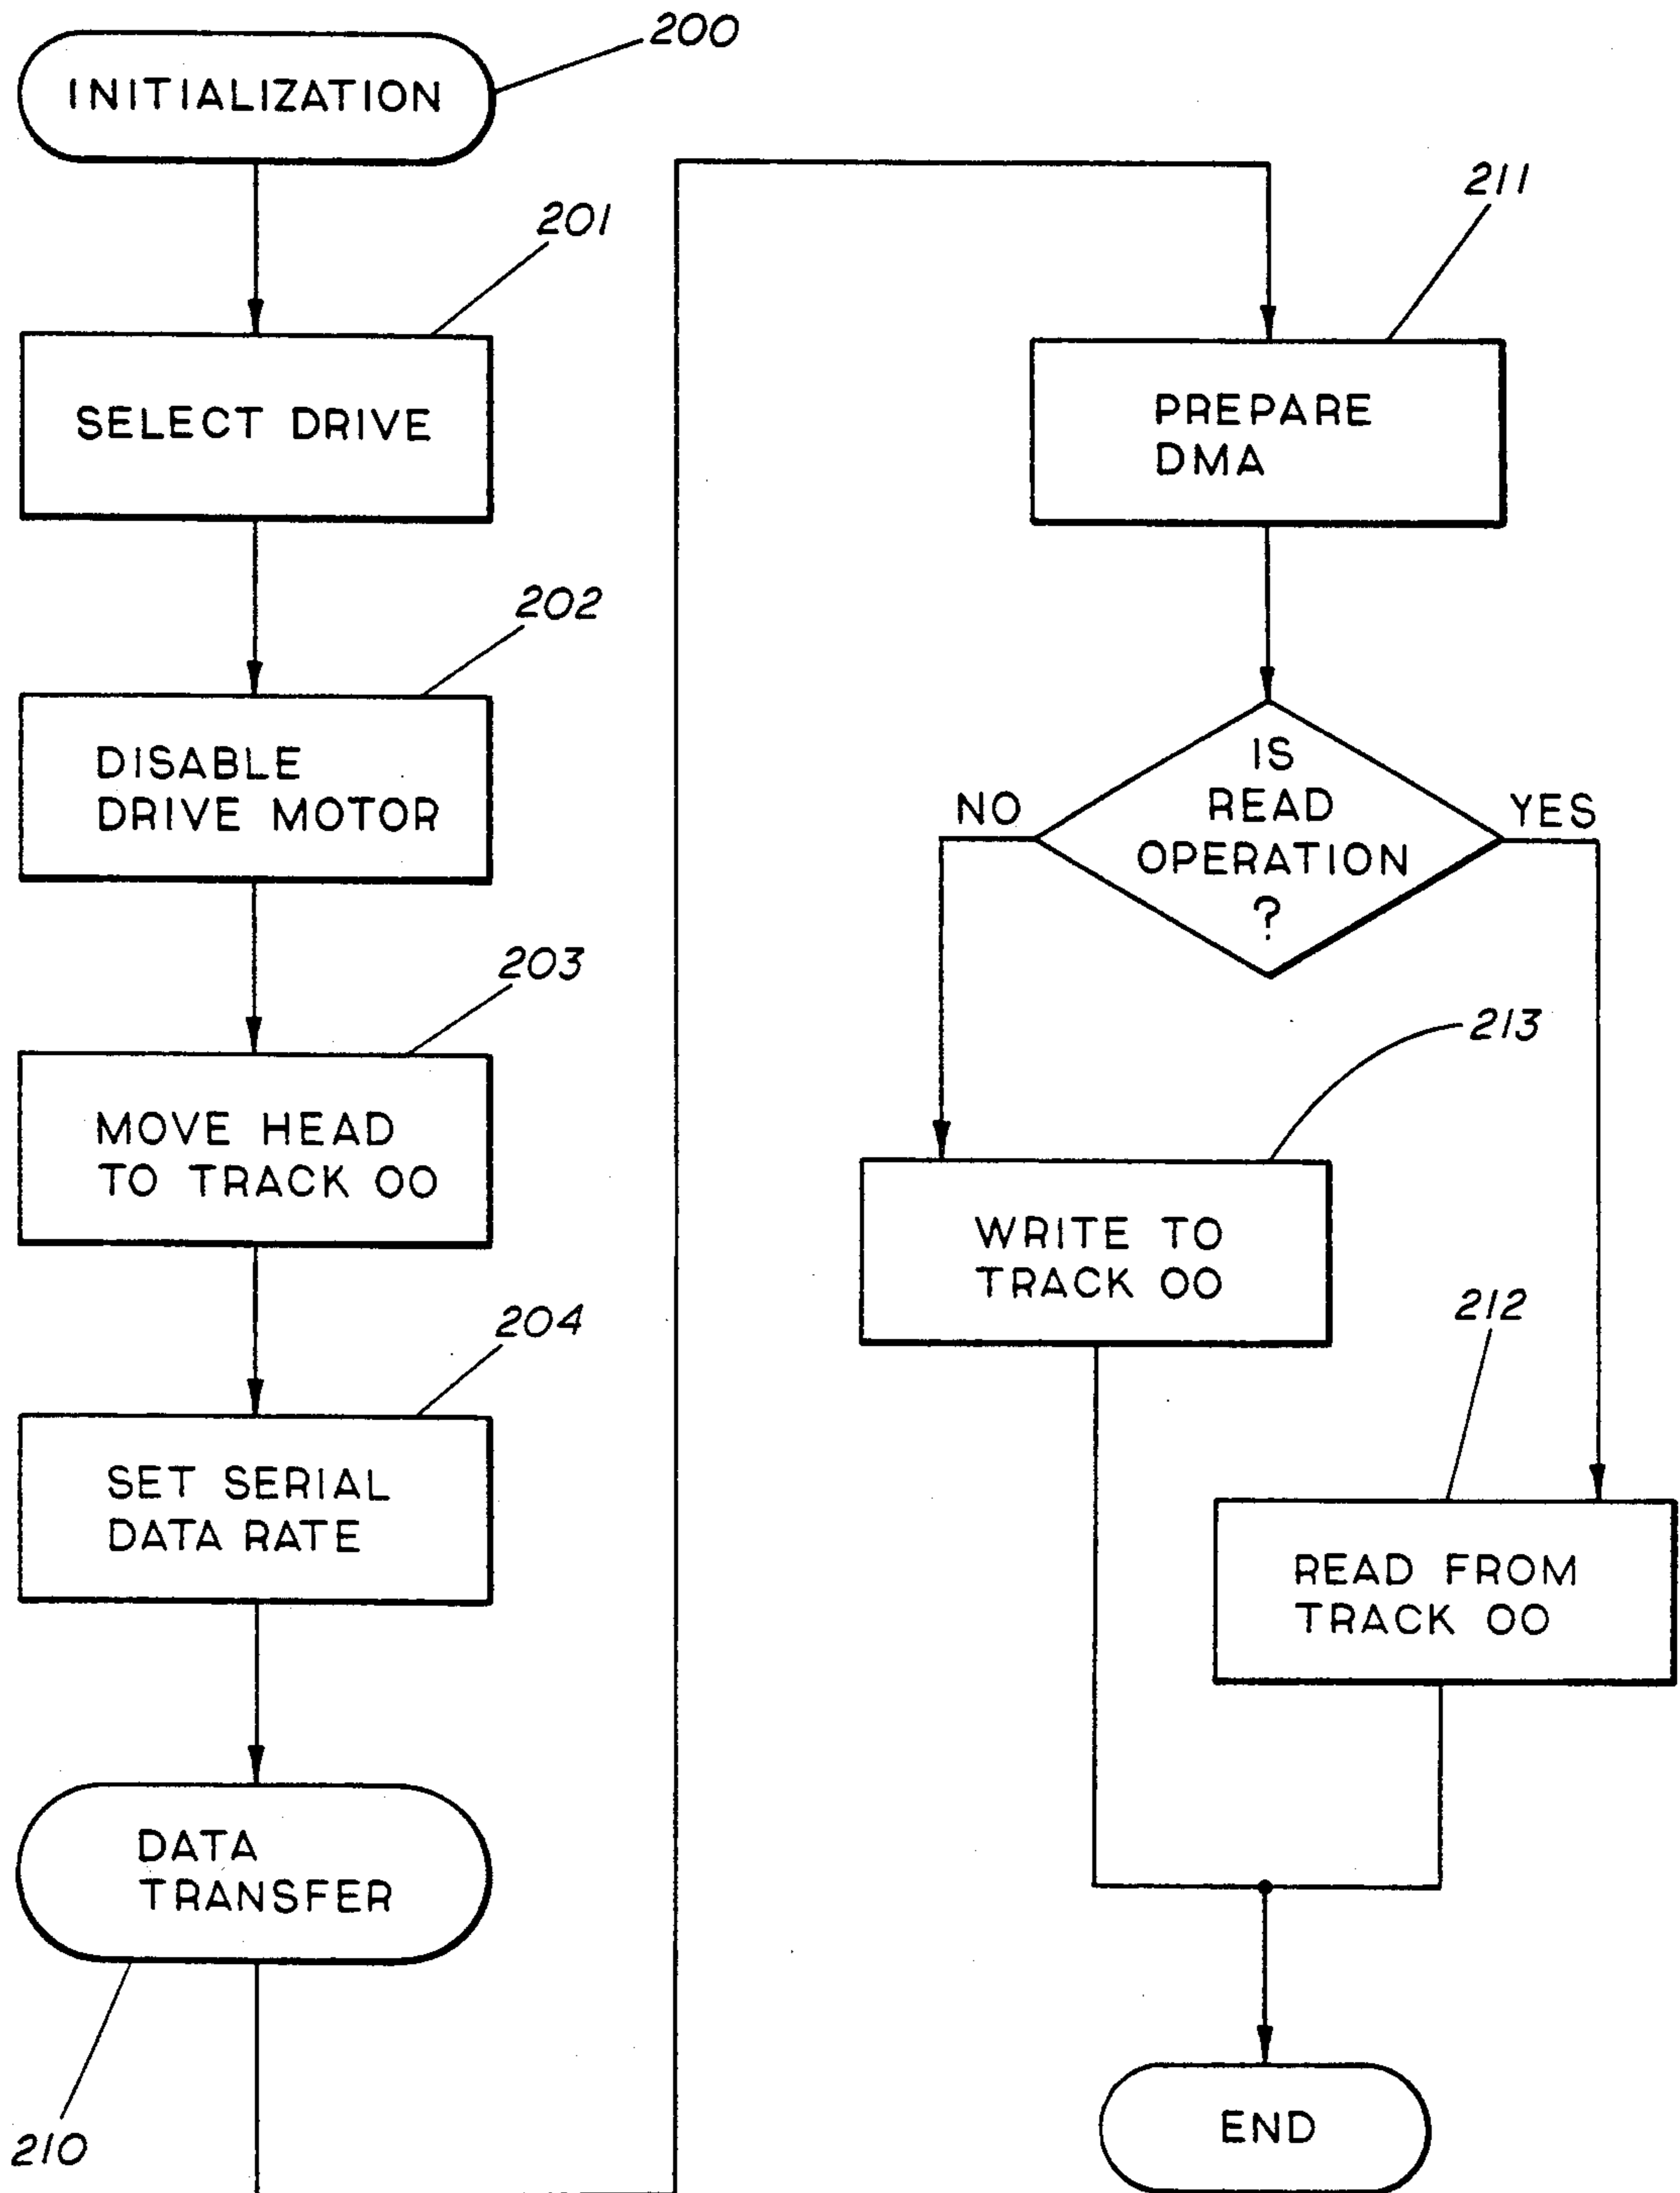 200
INITIALIZATION
201
SELECT DRIVE
202
DISABLE
DRIVE MOTOR
203
MOVE HEAD
TO TRACK 00
204
SET SERIAL
DATA RATE
DATA
TRANSFER
210
211
PREPARE
DMA
IS
READ
OPERATION
?
NO
YES
213
WRITE TO
TRACK 00
212
READ FROM
TRACK 00
END